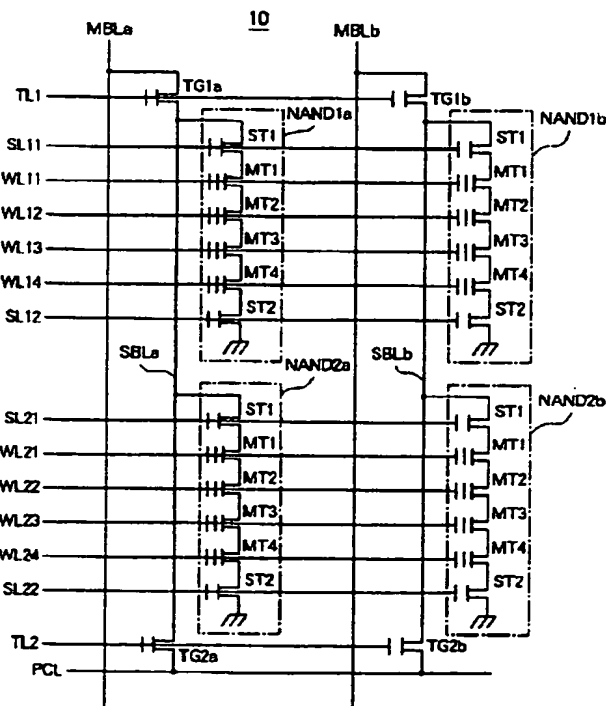 10
MBLa MBLb
TL1 TG1a TG1b
NAND1a NAND1b
SL11 ST1 ST1
WL11 MT1 MT1
WL12 MT2 MT2
WL13 MT3 MT3
WL14 MT4 MT4
SL12 ST2 ST2
SBLa NAND2a SBLb NAND2b
SL21 ST1 ST1
WL21 MT1 MT1
WL22 MT2 MT2
WL23 MT3 MT3
WL24 MT4 MT4
SL22 ST2 ST2
TL2 TG2a TG2b
PCL